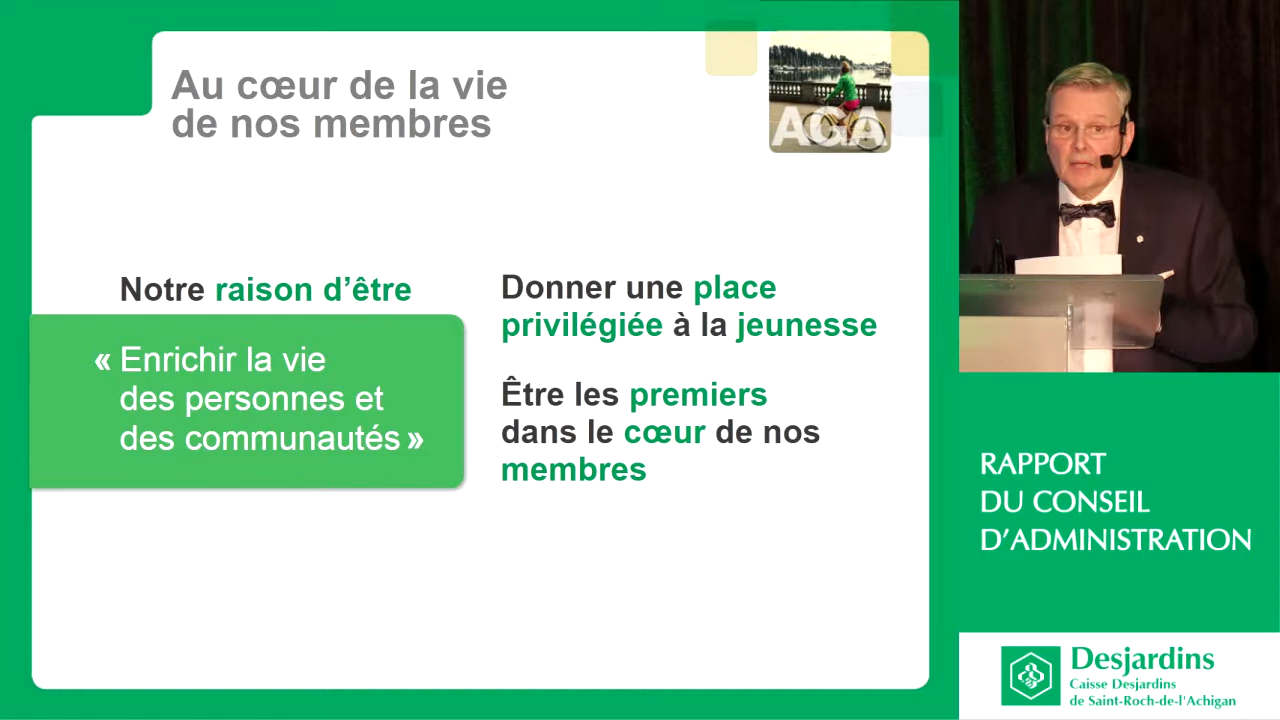 Au cœur de la vie
de nos membres
AGA
Notre raison d’être
« Enrichir la vie
des personnes et
des communautés »
Donner une place
privilégiée à la jeunesse
Être les premiers
dans le cœur de nos
membres
RAPPORT
DU CONSEIL
D’ADMINISTRATION
Desjardins
Caisse Desjardins
de Saint-Roch-de-l'Achigan